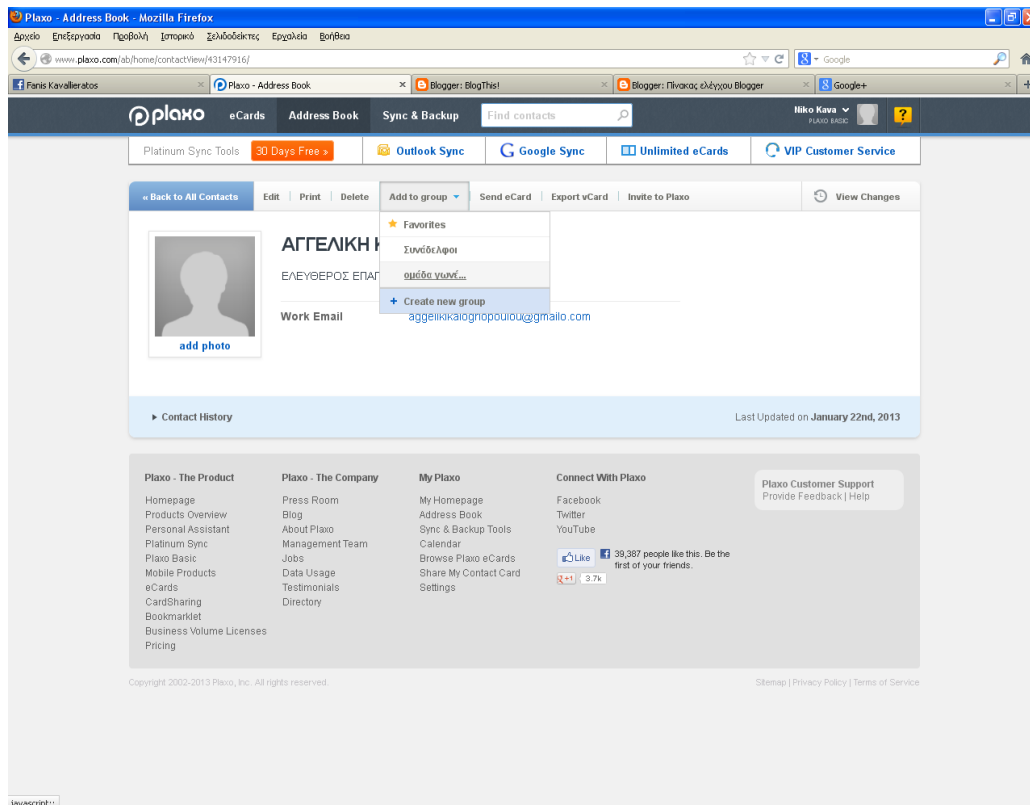 Plaxo - Address Book - Mozilla Firefox
Αρχείο Επεξεργασία Προβολή Ιστορικό Σελιδοδείκτες Εργαλεία Βοήθεια
www.plaxo.com/ab/home/contactView/43147916/ Google
Fanis Kavallieratos Plaxo - Address Book Blogger: BlogThis! Blogger: Πίνακας ελέγχου Blogger Google+
plaxo eCards Address Book Sync & Backup Find contacts Niko Kava
PLAXO BASIC ?
Platinum Sync Tools 30 Days Free » Outlook Sync Google Sync Unlimited eCards VIP Customer Service
« Back to All Contacts Edit Print Delete Add to group Send eCard Export vCard Invite to Plaxo View Changes
Favorites
ΑΓΓΕΛΙΚΗ
Συνάδελφοι
ΕΛΕΥΘΕΡΟΣ
ομάδα γωνί...
+ Create new group
Work Email aggelikikalognopoulou@gmailo.com
add photo
Contact History Last Updated on January 22nd, 2013
Plaxo - The Product
Homepage
Products Overview
Personal Assistant
Platinum Sync
Plaxo Basic
Mobile Products
eCards
CardSharing
Bookmarklet
Business Volume Licenses
Pricing
Plaxo - The Company
Press Room
Blog
About Plaxo
Management Team
Jobs
Data Usage
Testimonials
Directory
My Plaxo
My Homepage
Address Book
Sync & Backup Tools
Calendar
Browse Plaxo eCards
Share My Contact Card
Settings
Connect With Plaxo
Facebook
Twitter
YouTube
Like 39,387 people like this. Be the
first of your friends.
+1 3.7k
Plaxo Customer Support
Provide Feedback | Help
Copyright 2002-2013 Plaxo, Inc. All rights reserved. Sitemap | Privacy Policy | Terms of Service